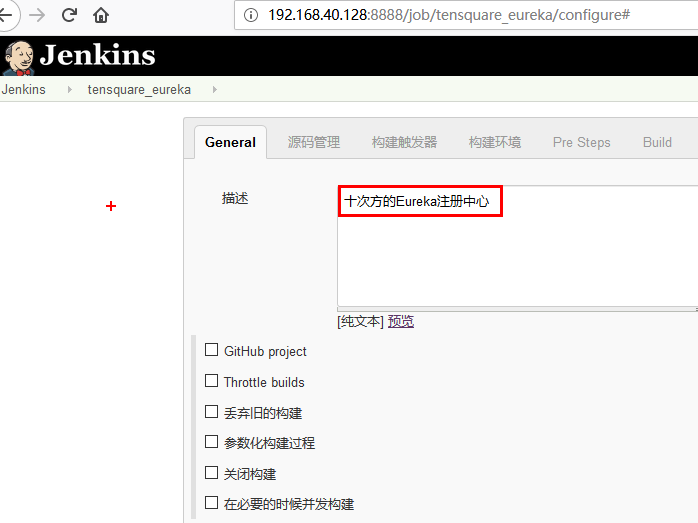 192.168.40.128:8888/job/tensquare_eureka/configure#
Jenkins
Jenkins tensquare_eureka
General 源码管理 构建触发器 构建环境 Pre Steps Build
描述
十次方的Eureka注册中心
[纯文本] 预览
GitHub project
Throttle builds
丢弃旧的构建
参数化构建过程
关闭构建
在必要的时候并发构建